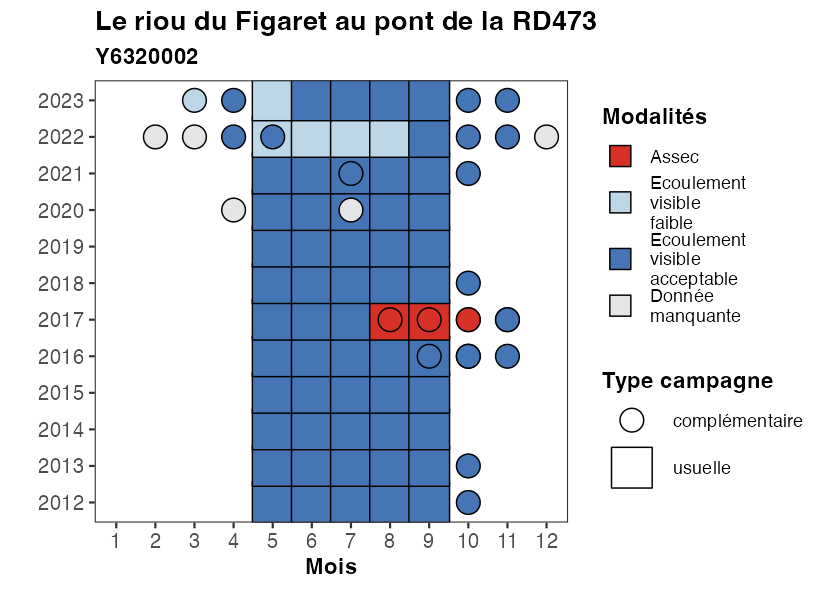 Le riou du Figaret au pont de la RD473
Y6320002
2023
2022
2021
2020
2019
2018
2017
2016
2015
2014
2013
2012
1 2 3 4 5 6 7 8 9 10 11 12
Mois
Modalités
Assec
Ecoulement
visible
faible
Ecoulement
visible
acceptable
Donnée
manquante
Type campagne
complémentaire
usuelle